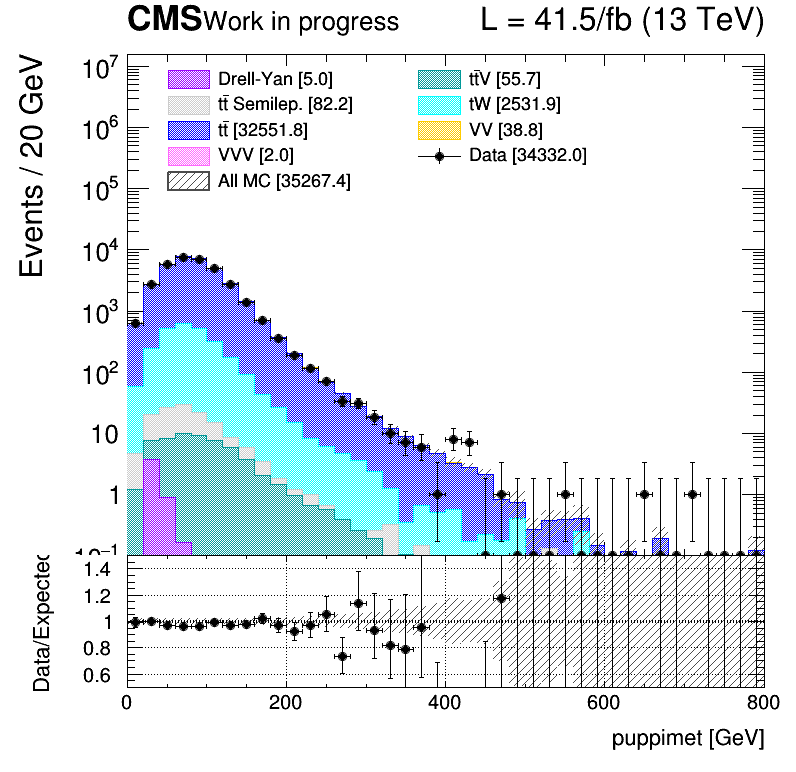 CMS Work in progress L = 41.5/fb (13 TeV)
Events / 20 GeV
10⁷
10⁶
10⁵
10⁴
10³
10²
10
1
10⁻¹
Drell-Yan [5.0]
tt̄ Semilep. [82.2]
tt̄ [32551.8]
VVV [2.0]
All MC [35267.4]
tt̄V [55.7]
tW [2531.9]
VV [38.8]
Data [34332.0]
Data/Expected
1.4
1.2
1
0.8
0.6
0 200 400 600 800
puppimet [GeV]